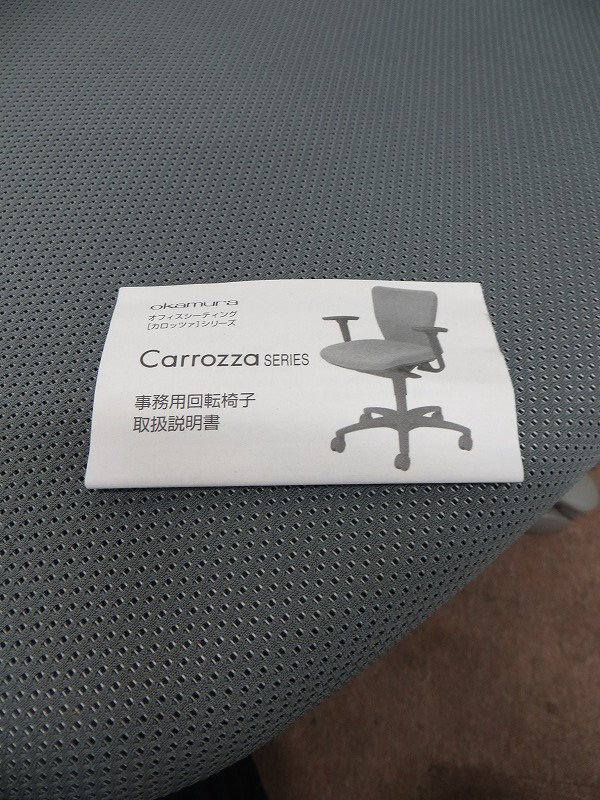 okamura
オフィスシーティング
[カロッツァ]シリーズ
Carrozza SERIES
事務用回転椅子
取扱説明書